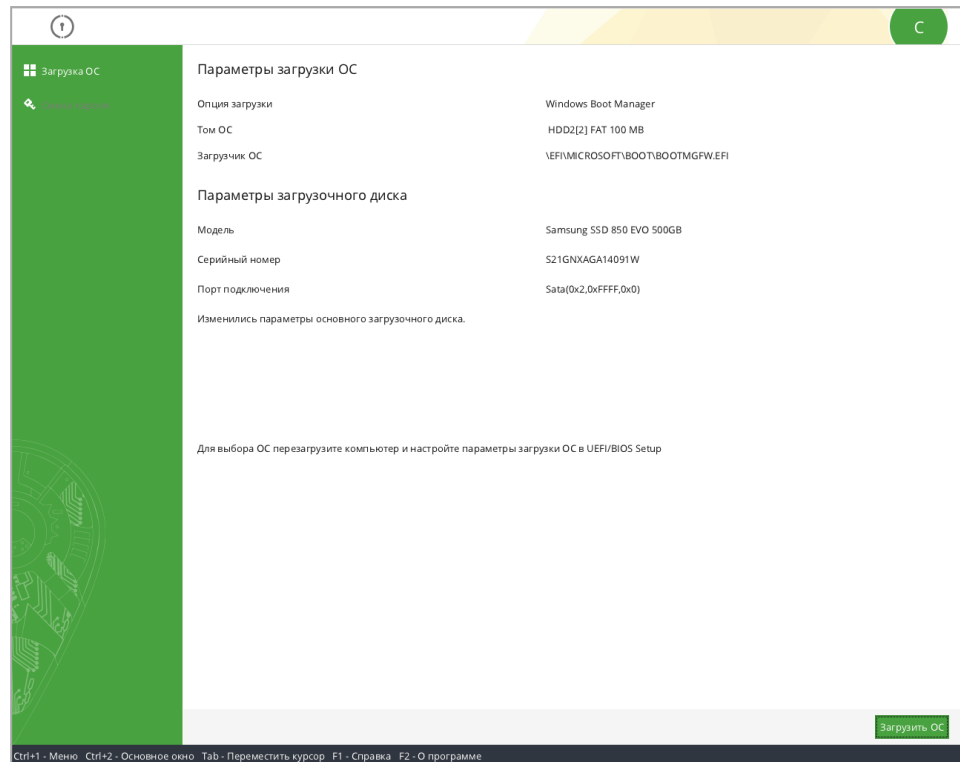 С
Загрузка ОС
Параметры загрузки ОС
Опция загрузки Windows Boot Manager
Том ОС HDD2[2] FAT 100 MB
Загрузчик ОС \EFI\MICROSOFT\BOOT\BOOTMGFW.EFI
Параметры загрузочного диска
Модель Samsung SSD 850 EVO 500GB
Серийный номер S21GNXAGA14091W
Порт подключения Sata(0x2,0xFFFF,0x0)
Изменились параметры основного загрузочного диска.
Для выбора ОС перезагрузите компьютер и настройте параметры загрузки ОС в UEFI/BIOS Setup
Загрузить ОС
Ctrl+1 - Меню Ctrl+2 - Основное окно Tab - Переместить курсор F1 - Справка F2 - О программе